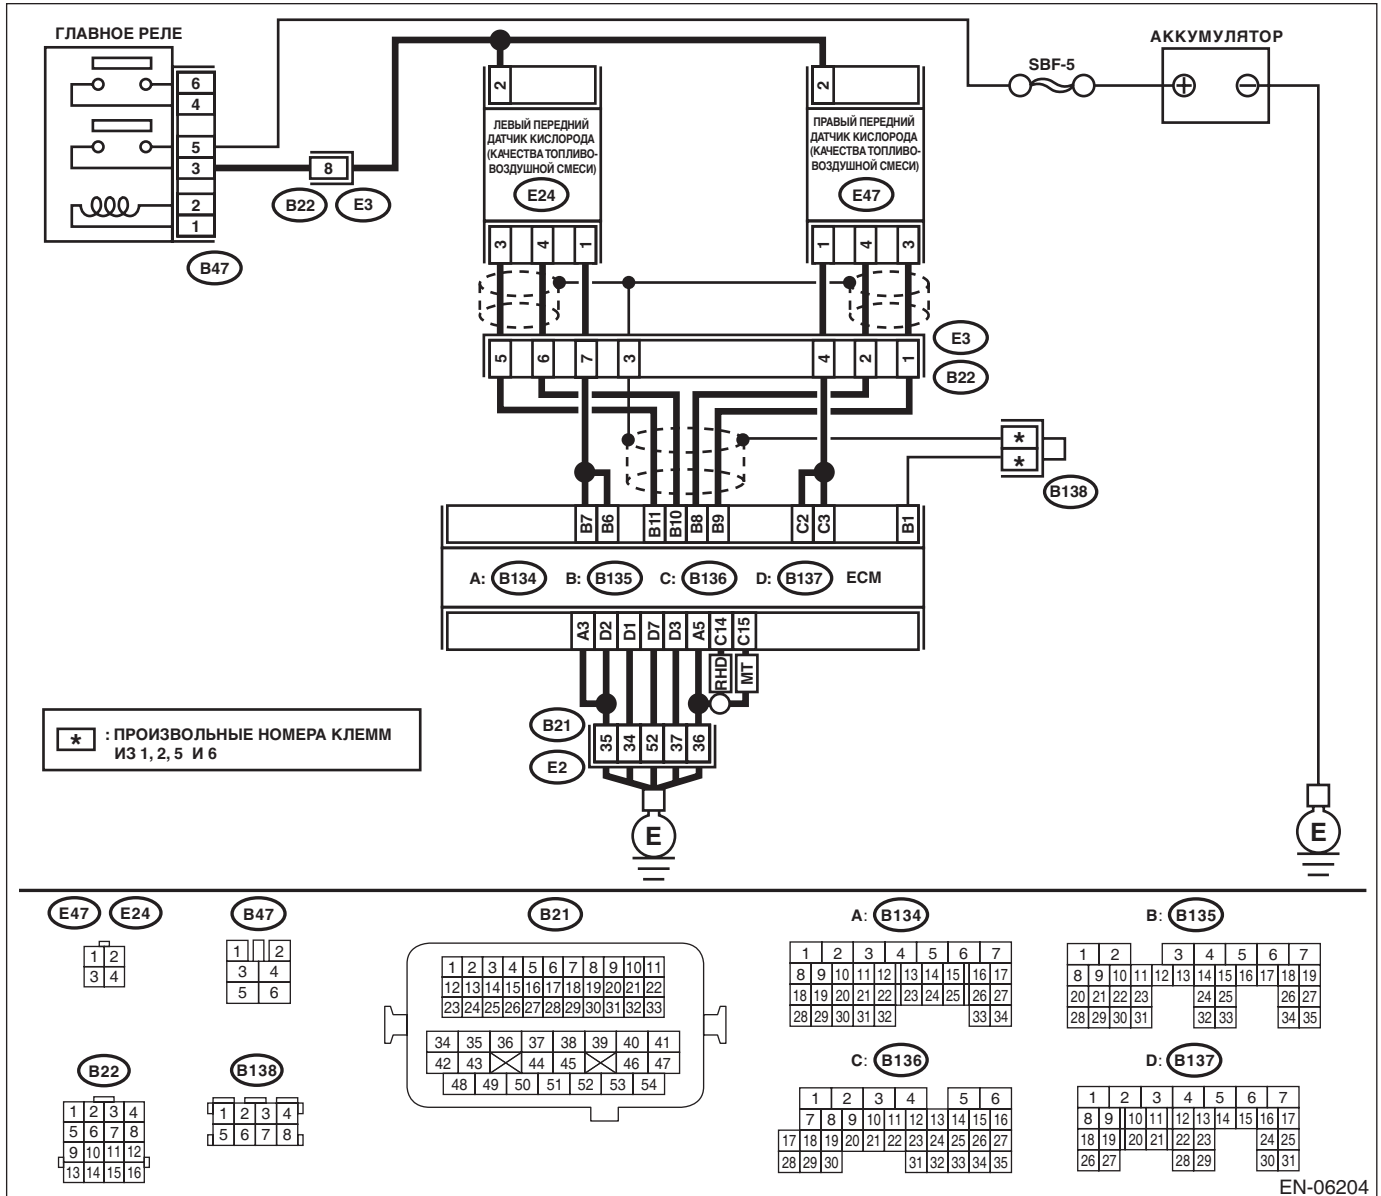 ГЛАВНОЕ РЕЛЕ
6
4
5
3
2
1
B47
8
B22 E3
2
ЛЕВЫЙ ПЕРЕДНИЙ
ДАТЧИК КИСЛОРОДА
(КАЧЕСТВА ТОПЛИВО-
ВОЗДУШНОЙ СМЕСИ)
E24
3 4 1
2
ПРАВЫЙ ПЕРЕДНИЙ
ДАТЧИК КИСЛОРОДА
(КАЧЕСТВА ТОПЛИВО-
ВОЗДУШНОЙ СМЕСИ)
E47
1 4 3
SBF-5
АККУМУЛЯТОР
+ −
E3
5 6 7 3 4 2 1
B22
*
*
B138
B7 B6 B11 B10 B8 B9 C2 C3 B1
A: B134 B: B135 C: B136 D: B137 ECM
A3 D2 D1 D7 D3 A5 C14 C15
RHD MT
B21
35 34 52 37 36
E2
E
E
* : ПРОИЗВОЛЬНЫЕ НОМЕРА КЛЕММ
ИЗ 1, 2, 5 И 6
E47 E24
1 2
3 4
B47
1 2
3 4
5 6
B21
1 2 3 4 5 6 7 8 9 10 11
12 13 14 15 16 17 18 19 20 21 22
23 24 25 26 27 28 29 30 31 32 33
34 35 36 37 38 39 40 41
42 43 44 45 46 47
48 49 50 51 52 53 54
A: B134
1 2 3 4 5 6 7
8 9 10 11 12 13 14 15 16 17
18 19 20 21 22 23 24 25 26 27
28 29 30 31 32 33 34
B: B135
1 2 3 4 5 6 7
8 9 10 11 12 13 14 15 16 17 18 19
20 21 22 23 24 25 26 27
28 29 30 31 32 33 34 35
B22
1 2 3 4
5 6 7 8
9 10 11 12
13 14 15 16
B138
1 2 3 4
5 6 7 8
C: B136
1 2 3 4 5 6
7 8 9 10 11 12 13 14 15 16
17 18 19 20 21 22 23 24 25 26 27
28 29 30 31 32 33 34 35
D: B137
1 2 3 4 5 6 7
8 9 10 11 12 13 14 15 16 17
18 19 20 21 22 23 24 25
26 27 28 29 30 31
EN-06204